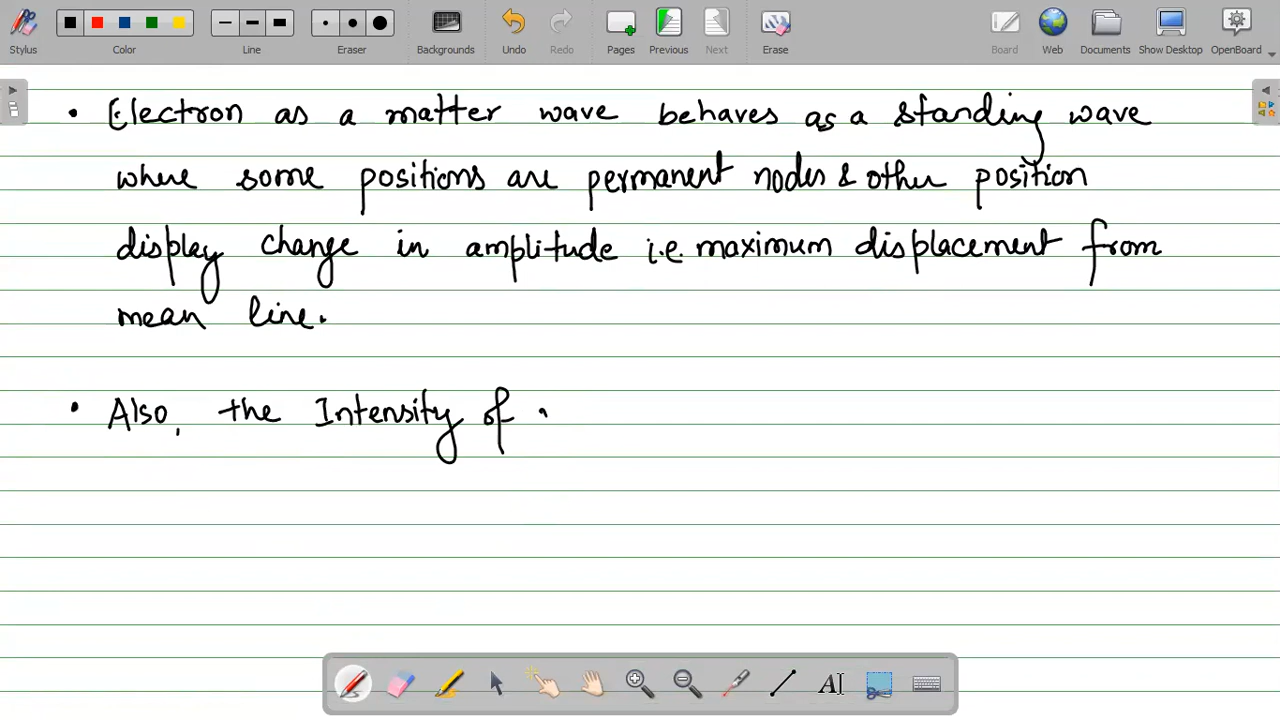 Stylus Color Line Eraser Backgrounds Undo Redo Pages Previous Next Erase Board Web Documents Show Desktop OpenBoard
• Electron as a matter wave behaves as a standing wave
where some positions are permanent nodes & other position
display change in amplitude i.e. maximum displacement from
mean line.
• Also, the Intensity of
AI